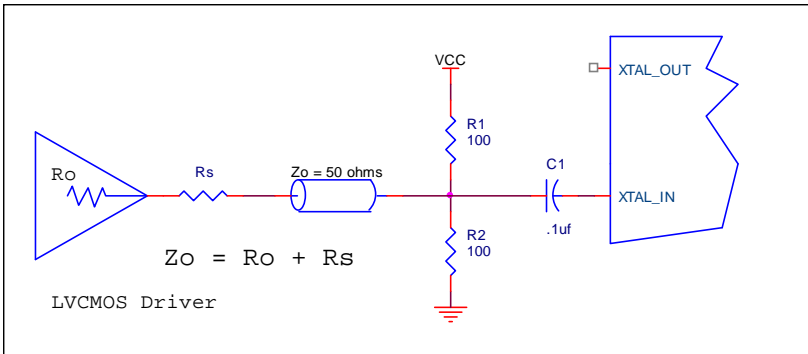 VCC
XTAL_OUT
R1
100
Ro
Rs
Zo = 50 ohms
C1
XTAL_IN
.1uf
R2
100
Zo = Ro + Rs
LVCMOS Driver